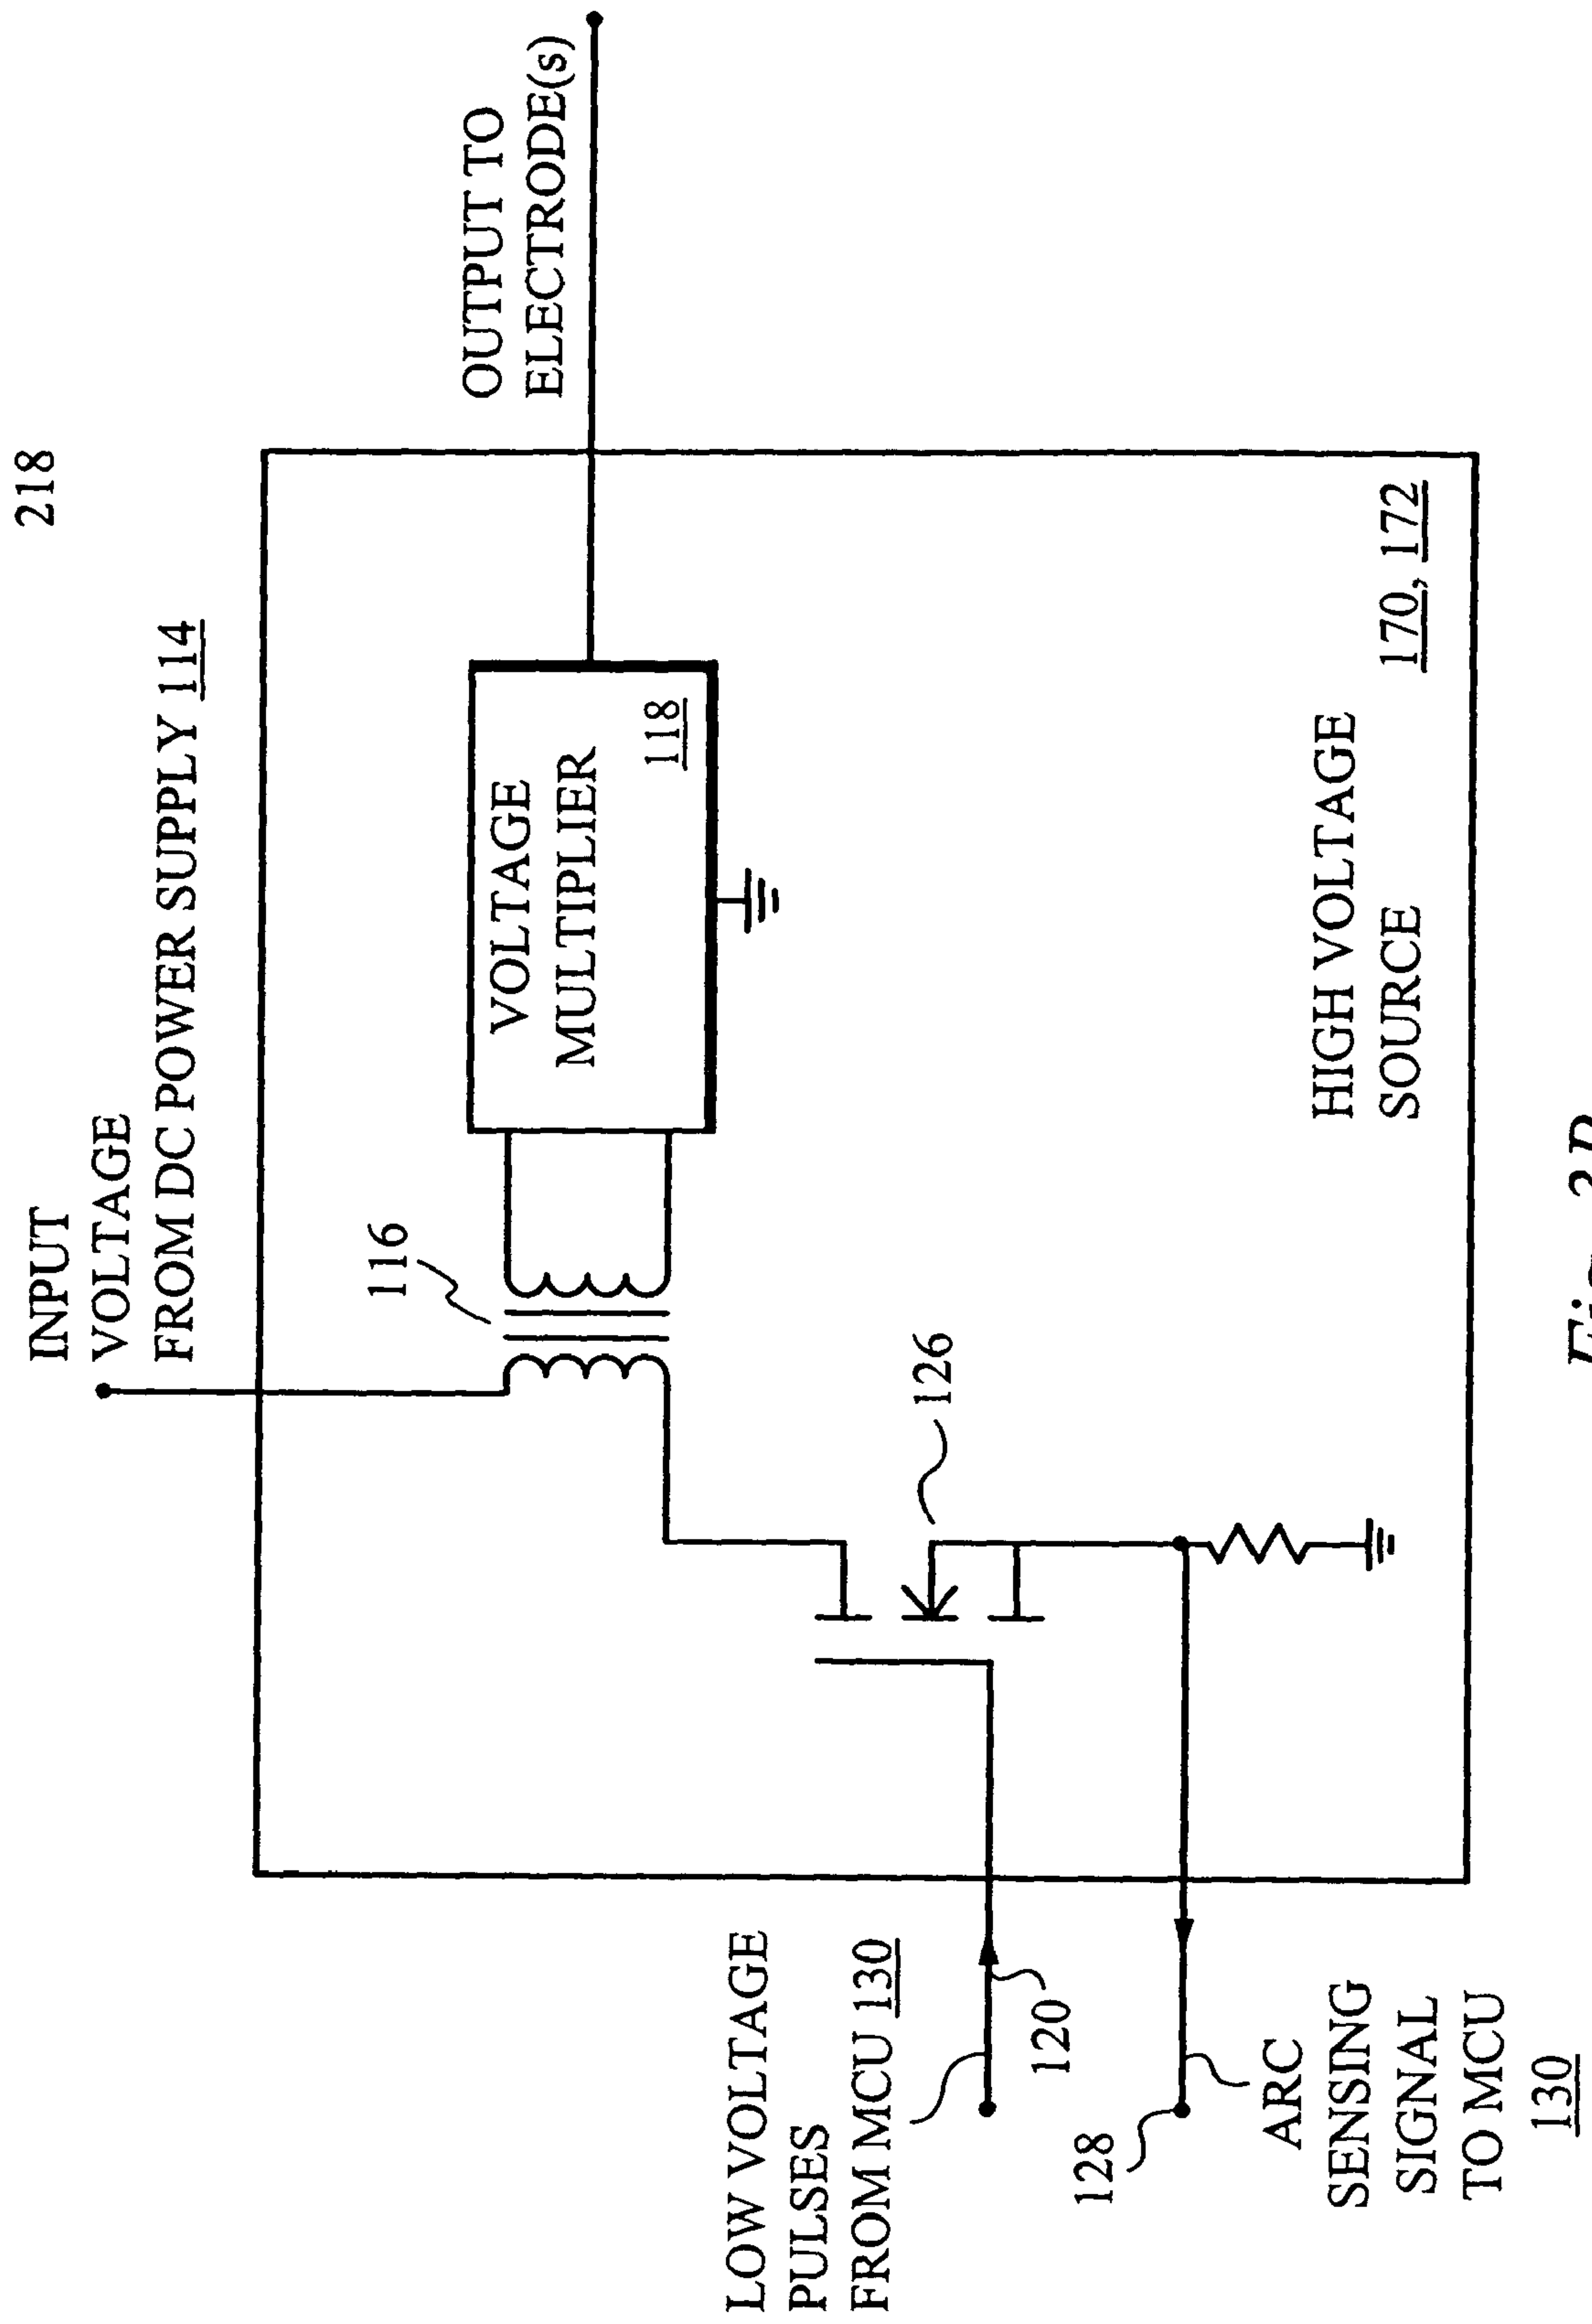 218
INPUT
VOLTAGE
FROM DC POWER SUPPLY 114
OUTPUT TO
ELECTRODE(s)
116
VOLTAGE
MULTIPLIER
118
126
LOW VOLTAGE
PULSES
FROM MCU 130
120
128
ARC
SENSING
SIGNAL
TO MCU
130
HIGH VOLTAGE
SOURCE
170, 172